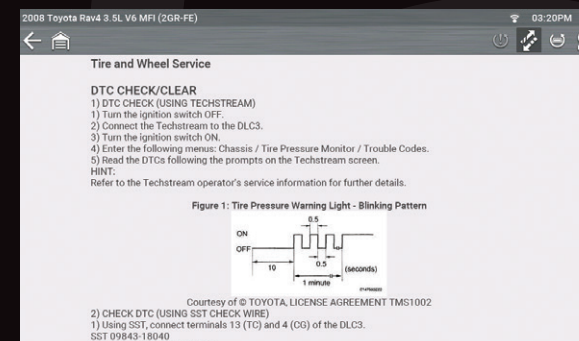 2008 Toyota Rav4 3.5L V6 MFI (2GR-FE)
03:20PM
Tire and Wheel Service
DTC CHECK/CLEAR
1) DTC CHECK (USING TECHSTREAM)
1) Turn the ignition switch OFF.
2) Connect the Techstream to the DLC3.
3) Turn the ignition switch ON.
4) Enter the following menus: Chassis / Tire Pressure Monitor / Trouble Codes.
5) Read the DTCs following the prompts on the Techstream screen.
HINT:
Refer to the Techstream operator's service information for further details.
Figure 1: Tire Pressure Warning Light - Blinking Pattern
0.5
ON
OFF
10
0.5
(seconds)
1 minute
Courtesy of © TOYOTA, LICENSE AGREEMENT TMS1002
2) CHECK DTC (USING SST CHECK WIRE)
1) Using SST, connect terminals 13 (TC) and 4 (CG) of the DLC3.
SST 09843-18040